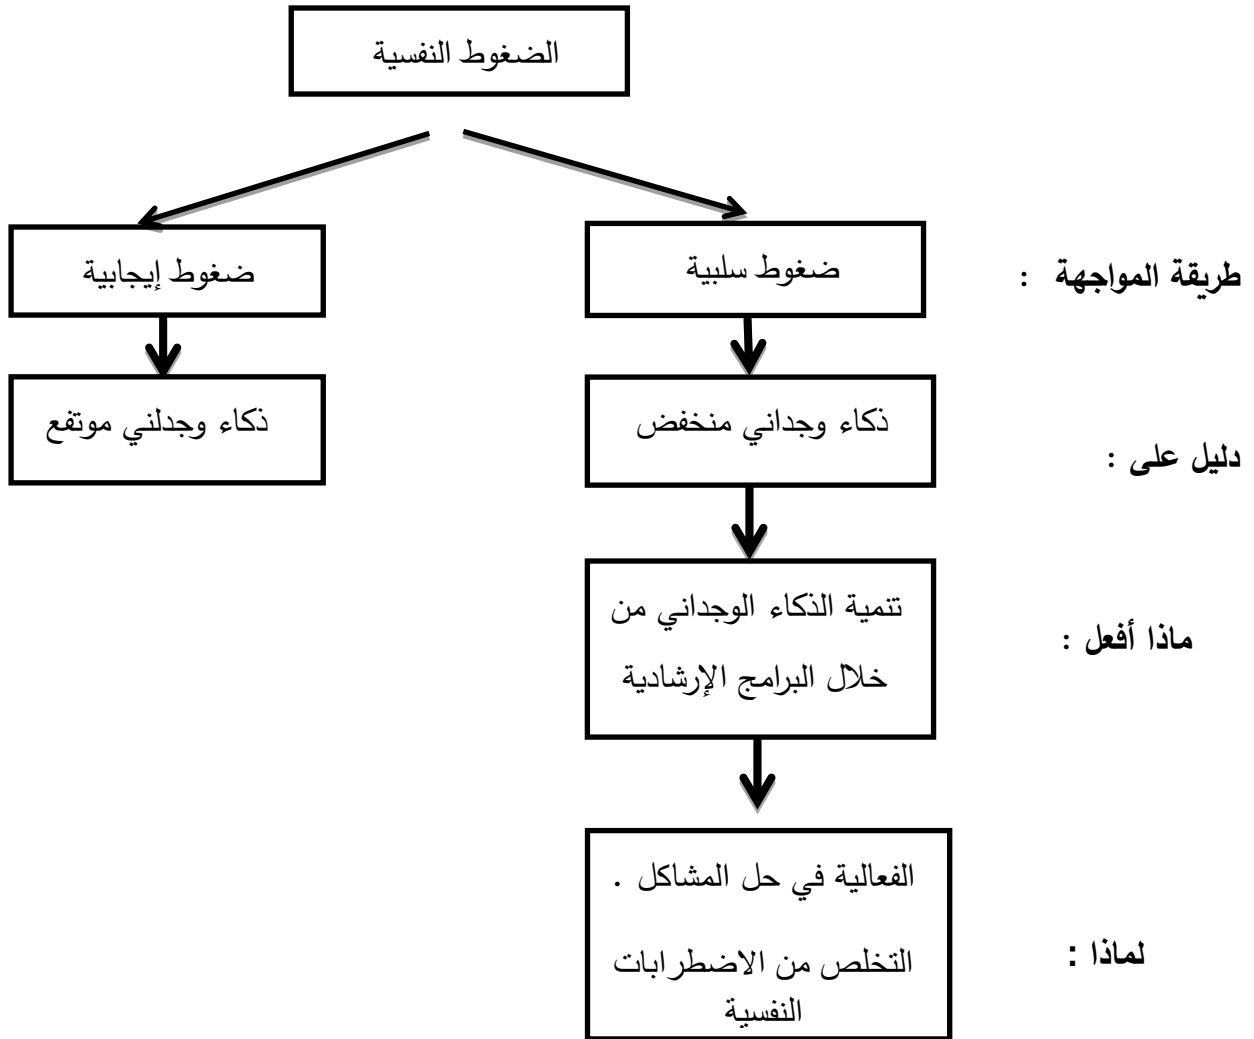 الضغوط النفسية
طريقة المواجهة :
ضغوط سلبية
ضغوط إيجابية
دليل على :
ذكاء وجداني منخفض
ذكاء وجدلني موتفع
ماذا أفعل :
تنمية الذكاء الوجداني من
خلال البرامج الإرشادية
لماذا :
الفعالية في حل المشاكل .
التخلص من الاضطرابات
النفسية